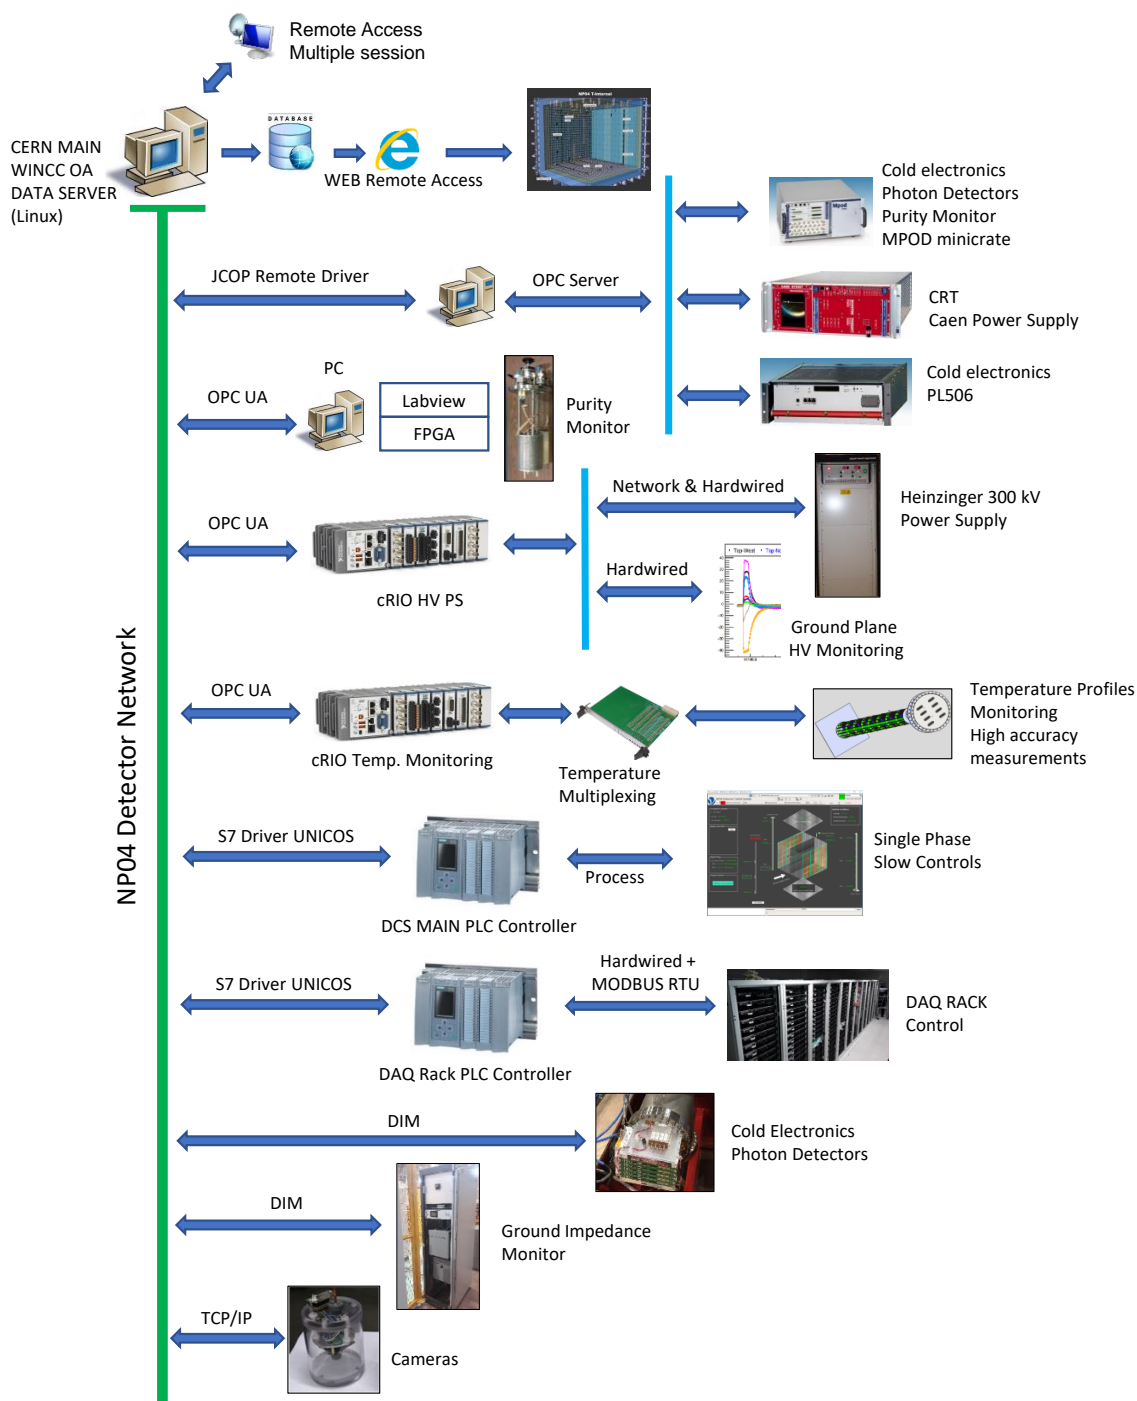 Remote Access
Multiple session
CERN MAIN
WINCC OA
DATA SERVER
(Linux)
DATABASE
WEB Remote Access
NP04 T-Internal
Mpod
Cold electronics
Photon Detectors
Purity Monitor
MPOD minicrate
JCOP Remote Driver
OPC Server
CRT
Caen Power Supply
OPC UA
PC
Labview
FPGA
Purity
Monitor
Cold electronics
PL506
Network & Hardwired
Heinzinger 300 kV
Power Supply
OPC UA
cRIO HV PS
Hardwired
Top-West
Ground Plane
HV Monitoring
NP04 Detector Network
OPC UA
cRIO Temp. Monitoring
Temperature
Multiplexing
Temperature Profiles
Monitoring
High accuracy
measurements
S7 Driver UNICOS
DCS MAIN PLC Controller
Process
Single Phase
Slow Controls
S7 Driver UNICOS
DAQ Rack PLC Controller
Hardwired +
MODBUS RTU
DAQ RACK
Control
DIM
Cold Electronics
Photon Detectors
DIM
Ground Impedance
Monitor
TCP/IP
Cameras